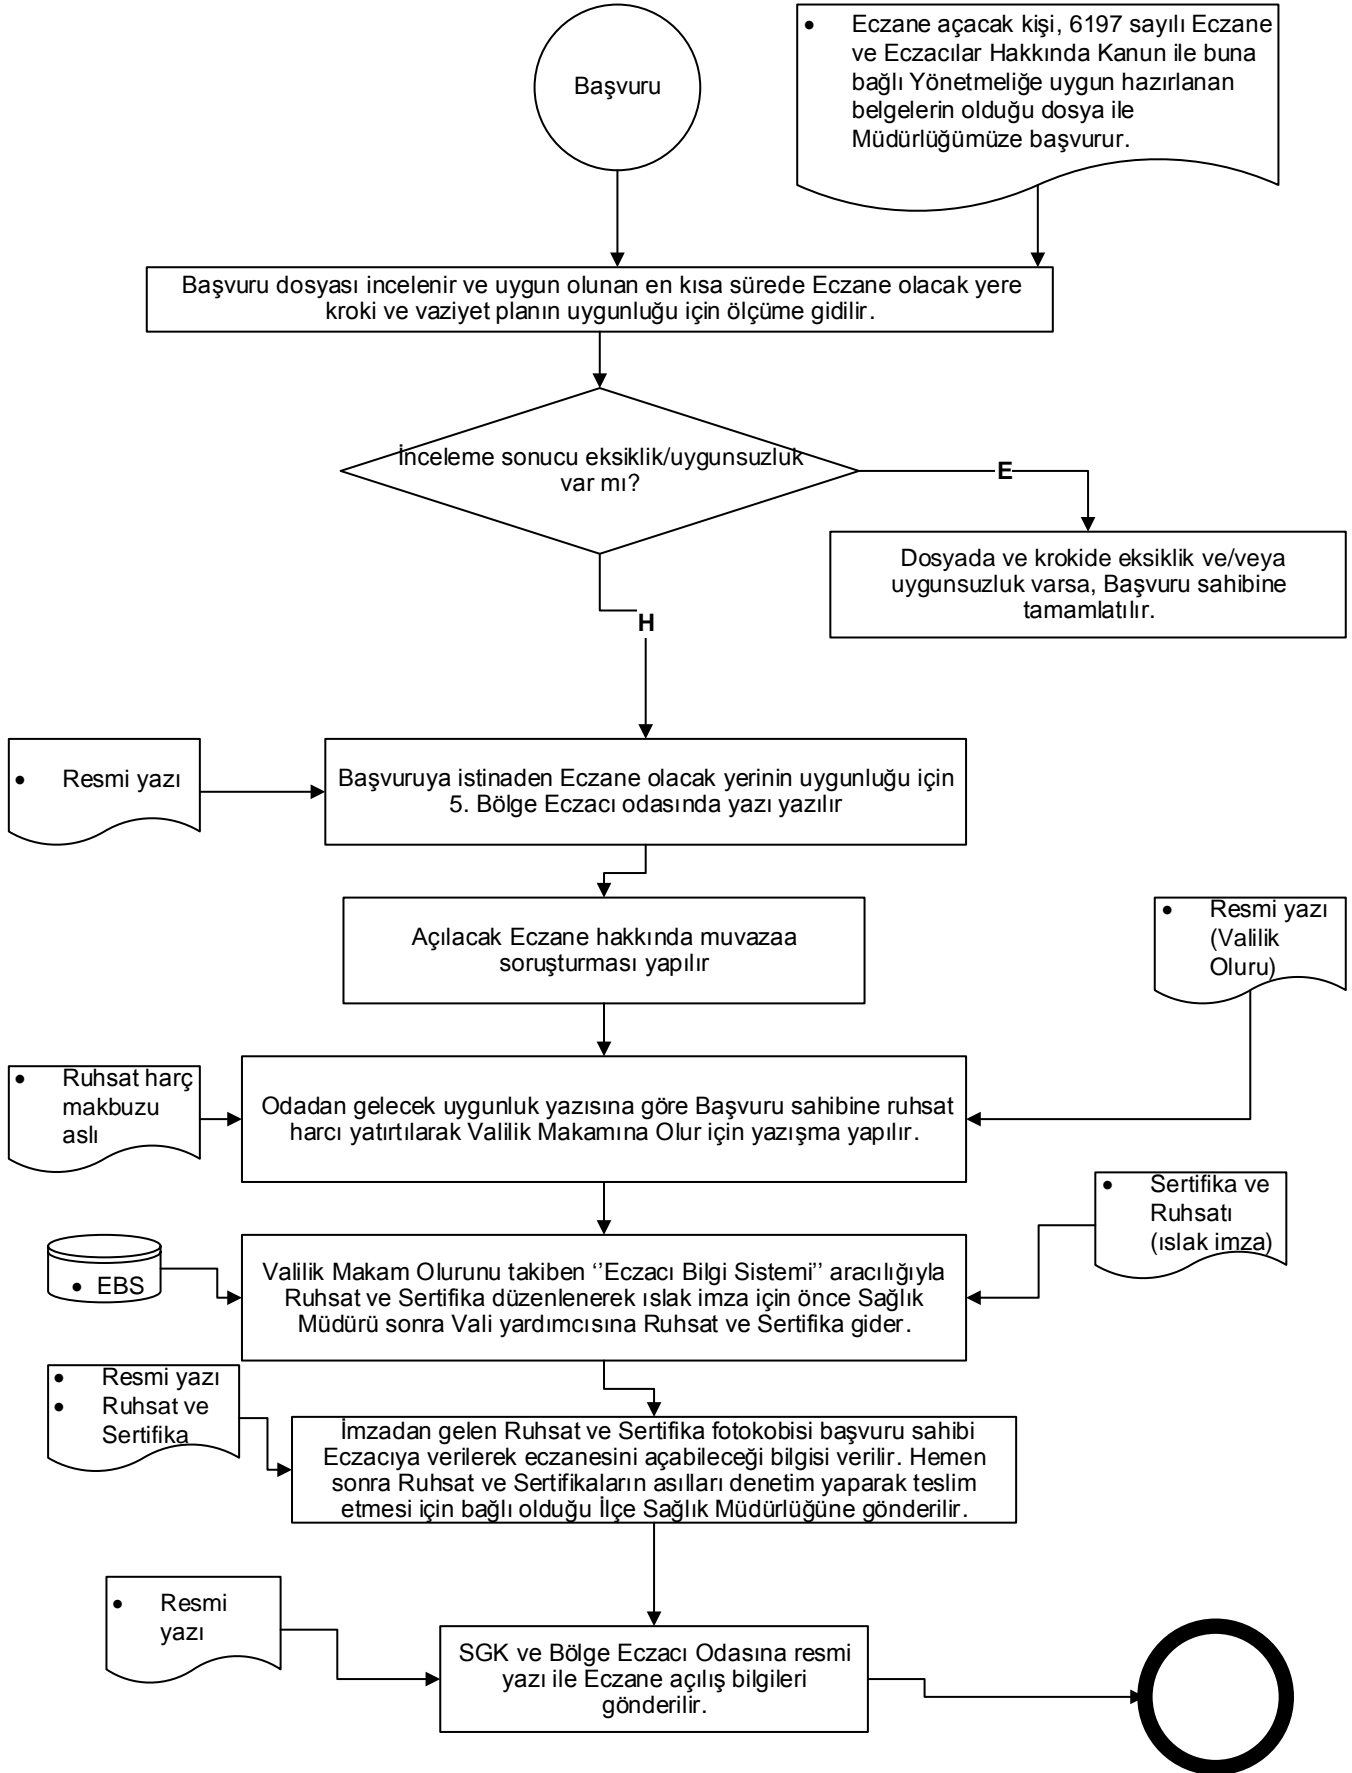 Başvuru
• Eczane açacak kişi, 6197 sayılı Eczane
ve Eczacılar Hakkında Kanun ile buna
bağlı Yönetmeliğe uygun hazırlanan
belgelerin olduğu dosya ile
Müdürlüğümüze başvurur.
Başvuru dosyası incelenir ve uygun olunan en kısa sürede Eczane olacak yere
kroki ve vaziyet planın uygunluğu için ölçüme gidilir.
İnceleme sonucu eksiklik/uygunsuzluk
var mı?
E
Dosyada ve krokide eksiklik ve/veya
uygunsuzluk varsa, Başvuru sahibine
tamamlatılır.
H
• Resmi yazı
Başvuruya istinaden Eczane olacak yerinin uygunluğu için
5. Bölge Eczacı odasında yazı yazılır
Açılacak Eczane hakkında muvazaa
soruşturması yapılır
• Resmi yazı
(Valilik
Oluru)
• Ruhsat harç
makbuzu
aslı
Odadan gelecek uygunluk yazısına göre Başvuru sahibine ruhsat
harcı yatırtılarak Valilik Makamına Olur için yazışma yapılır.
• Sertifika ve
Ruhsatı
(ıslak imza)
• EBS
Valilik Makam Olurunu takiben ‘’Eczacı Bilgi Sistemi’’ aracılığıyla
Ruhsat ve Sertifika düzenlenerek ıslak imza için önce Sağlık
Müdürü sonra Vali yardımcısına Ruhsat ve Sertifika gider.
• Resmi yazı
• Ruhsat ve
Sertifika
İmzadan gelen Ruhsat ve Sertifika fotokobisi başvuru sahibi
Eczacıya verilerek eczanesini açabileceği bilgisi verilir. Hemen
sonra Ruhsat ve Sertifikaların asılları denetim yaparak teslim
etmesi için bağlı olduğu İlçe Sağlık Müdürlüğüne gönderilir.
• Resmi
yazı
SGK ve Bölge Eczacı Odasına resmi
yazı ile Eczane açılış bilgileri
gönderilir.